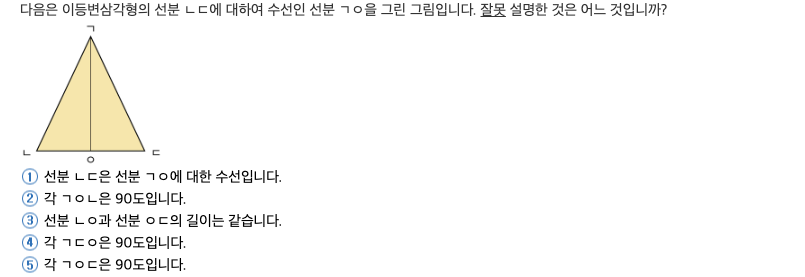 다음은 이등변삼각형의 선분 ㄴㄷ에 대하여 수선인 선분 ㄱㅇ을 그린 그림입니다. 잘못 설명한 것은 어느 것입니까?
ㄱ
ㄴ ㄷ
ㅇ
① 선분 ㄴㄷ은 선분 ㄱㅇ에 대한 수선입니다.
② 각 ㄱㅇㄴ은 90도입니다.
③ 선분 ㄴㅇ과 선분 ㅇㄷ의 길이는 같습니다.
④ 각 ㄱㄷㅇ은 90도입니다.
⑤ 각 ㄱㅇㄷ은 90도입니다.